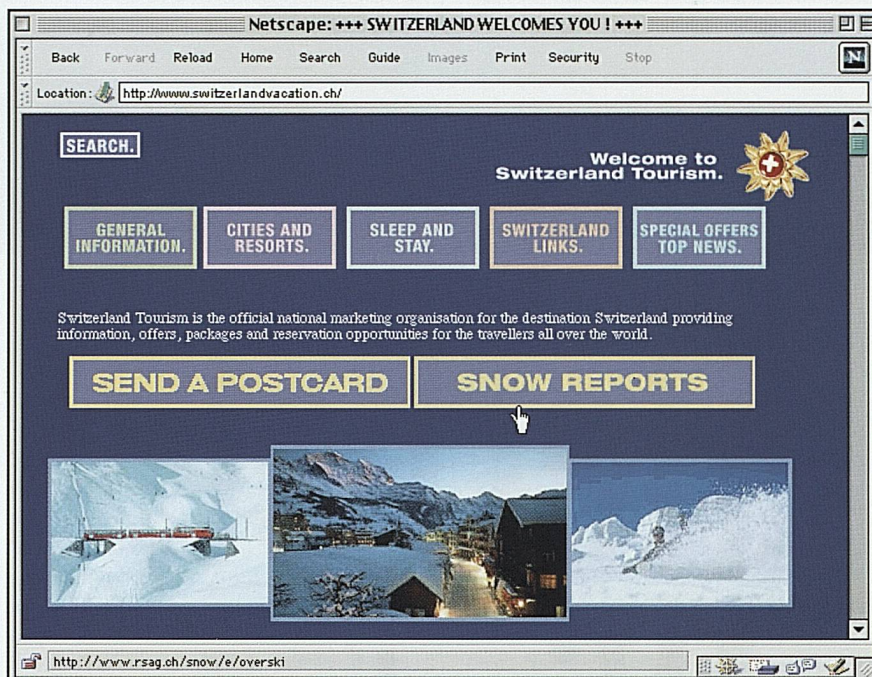 Netscape: +++ SWITZERLAND WELCOMES YOU ! +++
Back Forward Reload Home Search Guide Images Print Security Stop
N
Location: http://www.switzerlandvacation.ch/
SEARCH.
Welcome to
Switzerland Tourism.
GENERAL
INFORMATION.
CITIES AND
RESORTS.
SLEEP AND
STAY.
SWITZERLAND
LINKS.
SPECIAL OFFERS
TOP NEWS.
Switzerland Tourism is the official national marketing organisation for the destination Switzerland providing
information, offers, packages and reservation opportunities for the travellers all over the world.
SEND A POSTCARD
SNOW REPORTS
http://www.rsag.ch/snow/e/overski